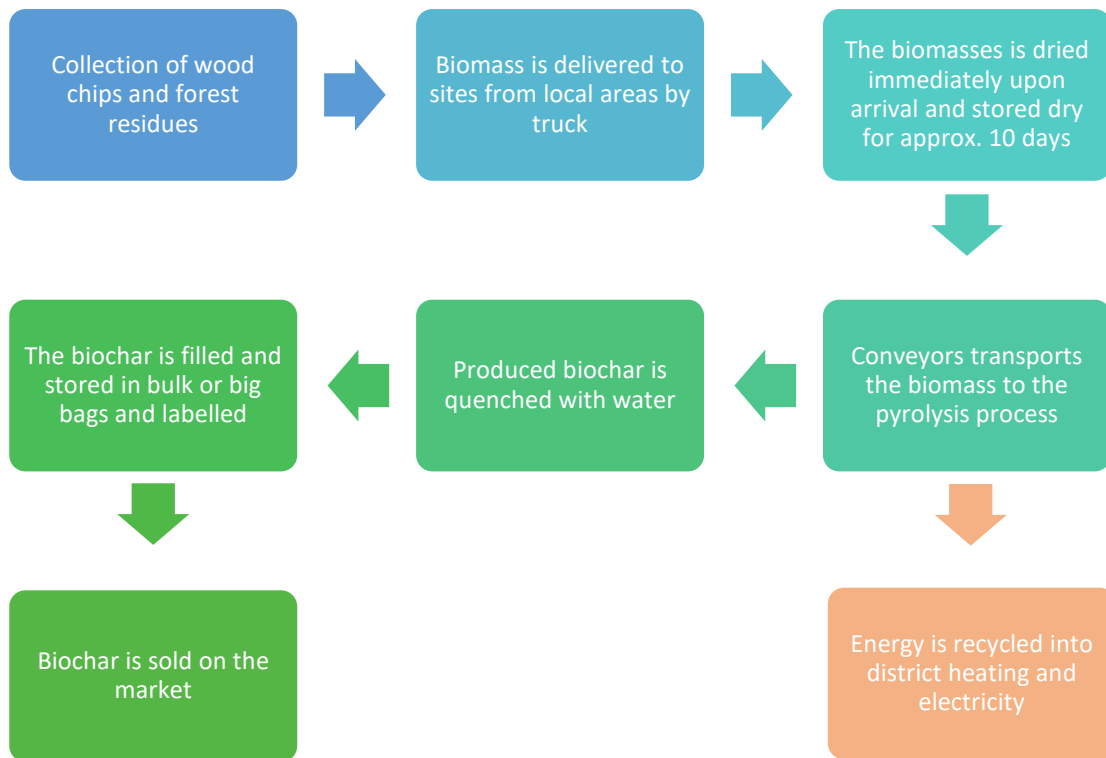 Collection of wood
chips and forest
residues
Biomass is delivered to
sites from local areas by
truck
The biomasses is dried
immediately upon
arrival and stored dry
for approx. 10 days
Conveyors transports
the biomass to the
pyrolysis process
Produced biochar is
quenched with water
The biochar is filled and
stored in bulk or big
bags and labelled
Biochar is sold on the
market
Energy is recycled into
district heating and
electricity